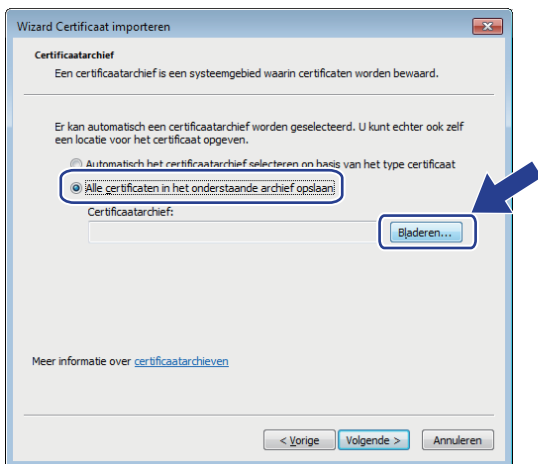 Wizard Certificaat importeren
Certificaatarchief
Een certificaatarchief is een systeemgebied waarin certificaten worden bewaard.
Er kan automatisch een certificaatarchief worden geselecteerd. U kunt echter ook zelf
een locatie voor het certificaat opgeven.
Automatisch het certificaatarchief selecteren op basis van het type certificaat
Alle certificaten in het onderstaande archief opslaan
Certificaatarchief:
Bladeren...
Meer informatie over certificaatarchieven
< Vorige Volgende > Annuleren